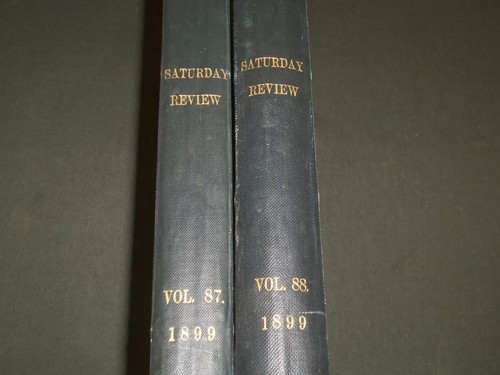 SATURDAY
REVIEW
VOL. 87.
1899
SATURDAY
REVIEW
VOL. 88.
1899